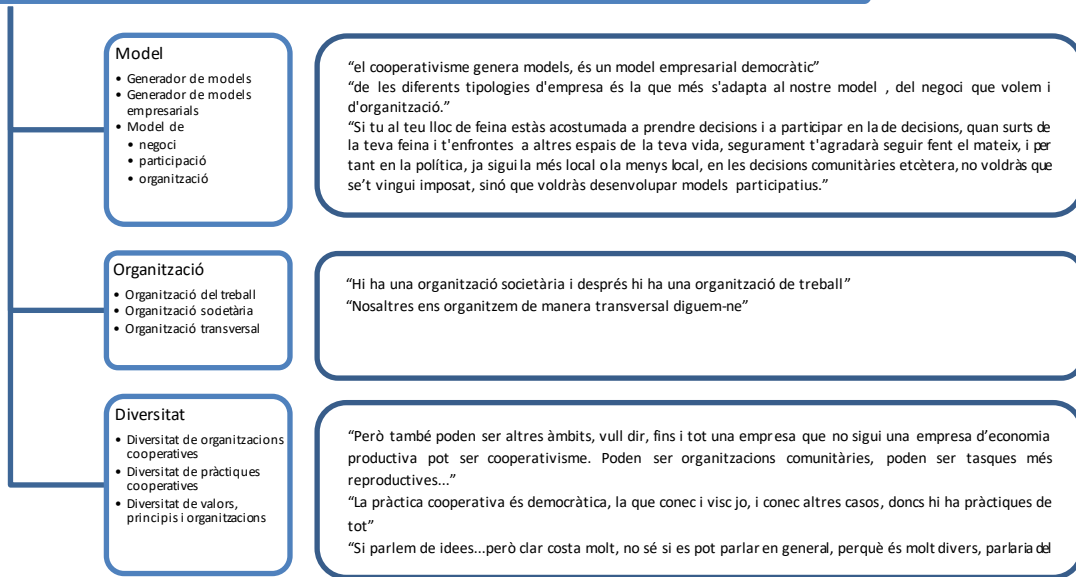 Model
• Generador de models
• Generador de models
empresarials
• Model de
• negoci
• participació
• organització
“el cooperativisme genera models, és un model empresarial democràtic”
“de les diferents tipologies d'empresa és la que més s'adapta al nostre model , del negoci que volem i
d'organització.”
“Si tu al teu lloc de feina estàs acostumada a prendre decisions i a participar en la de decisions, quan surts de
la teva feina i t'enfrontes a altres espais de la teva vida, segurament t'agradarà seguir fent el mateix, i per
tant en la política, ja sigui la més local o la menys local, en les decisions comunitàries etcètera, no voldràs que
se’t vingui imposat, sinó que voldràs desenvolupar models participatius.”
Organització
• Organització del treball
• Organització societària
• Organització transversal
“Hi ha una organització societària i després hi ha una organització de treball”
“Nosaltres ens organitzem de manera transversal diguem-ne”
Diversitat
• Diversitat de organitzacions
cooperatives
• Diversitat de pràctiques
cooperatives
• Diversitat de valors,
principis i organitzacions
“Però també poden ser altres àmbits, vull dir, fins i tot una empresa que no sigui una empresa d’economia
productiva pot ser cooperativisme. Poden ser organitzacions comunitàries, poden ser tasques més
reproductives...”
“La pràctica cooperativa és democràtica, la que conec i visc jo, i conec altres casos, doncs hi ha pràctiques de
tot”
“Si parlem de idees...però clar costa molt, no sé si es pot parlar en general, perquè és molt divers, parlaria del